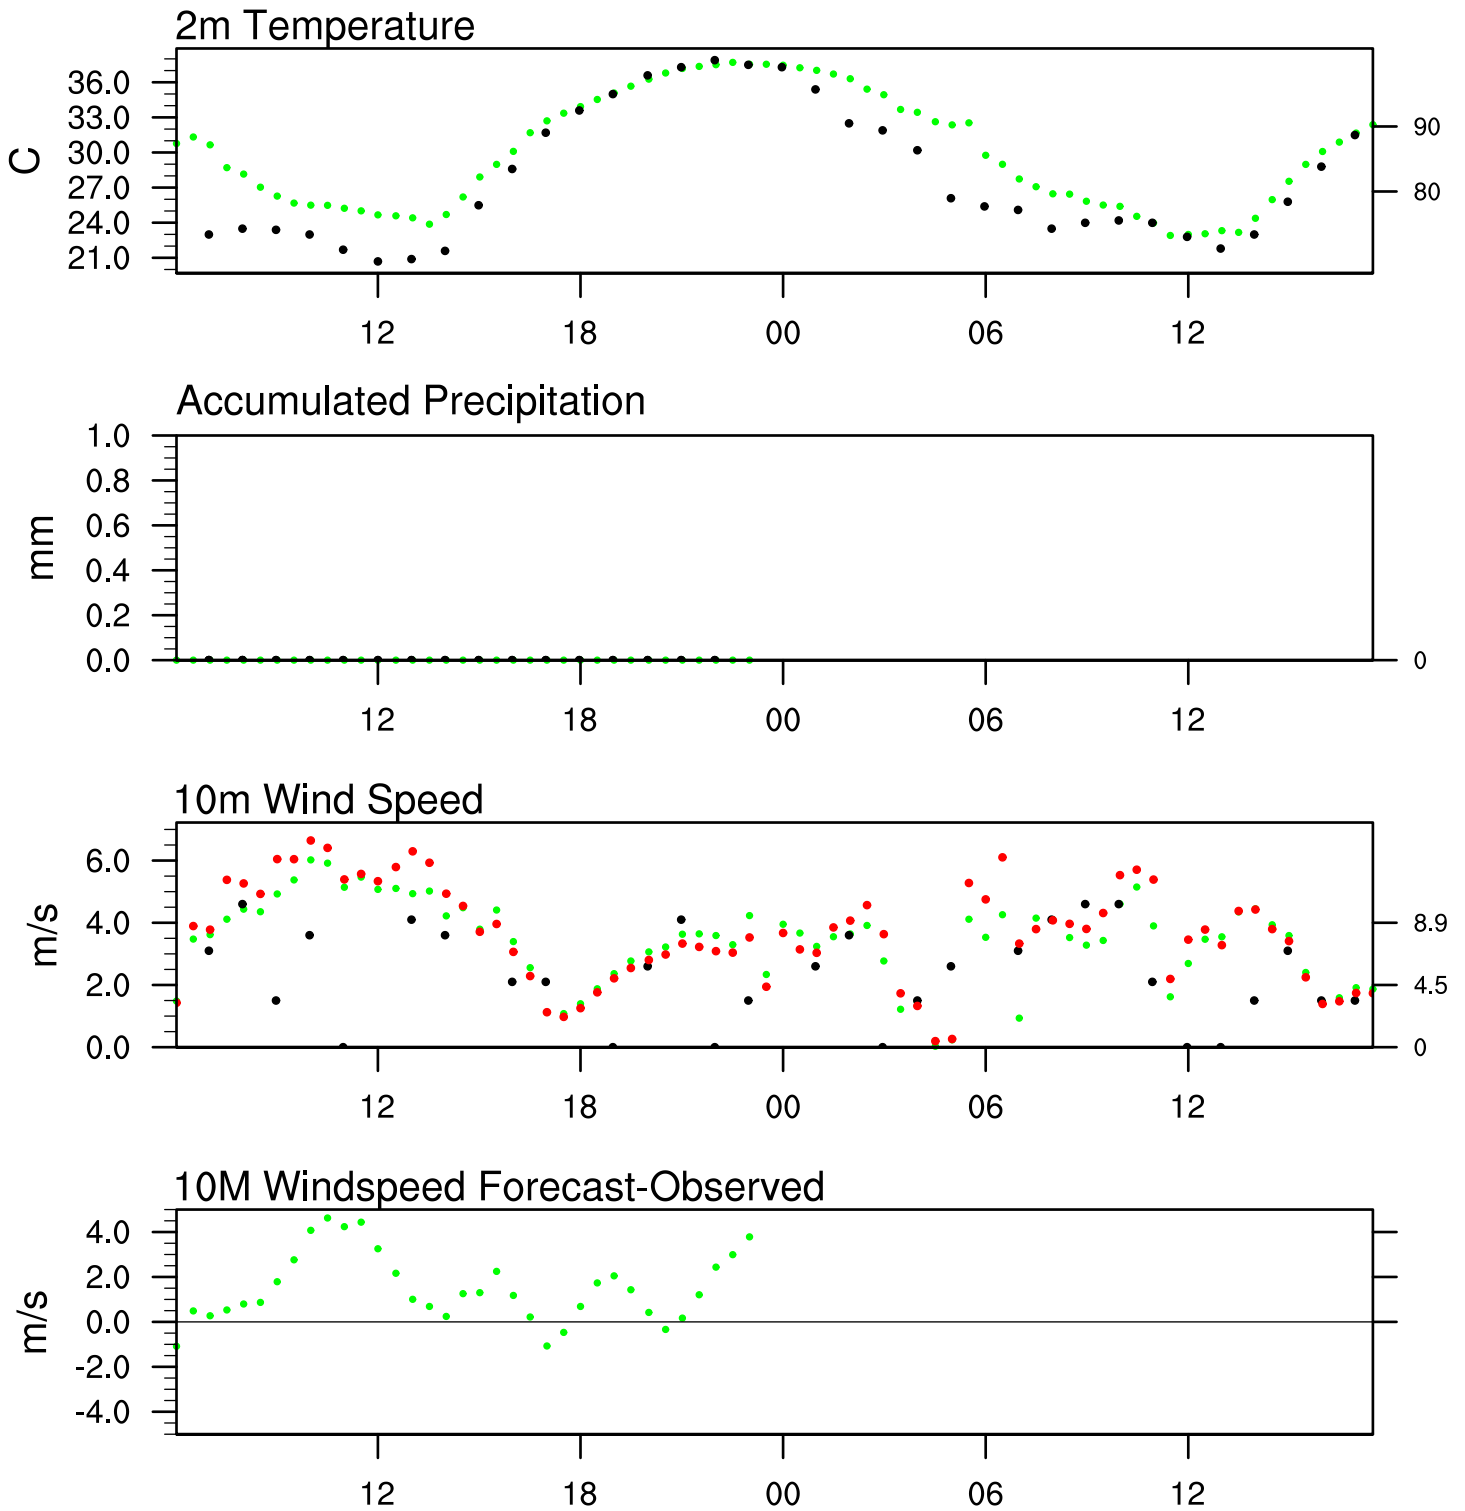 2m Temperature
C
36.0
33.0
30.0
27.0
24.0
21.0
90
80
12 18 00 06 12
Accumulated Precipitation
mm
1.0
0.8
0.6
0.4
0.2
0.0
0
12 18 00 06 12
10m Wind Speed
m/s
6.0
4.0
2.0
0.0
8.9
4.5
0
12 18 00 06 12
10M Windspeed Forecast-Observed
m/s
4.0
2.0
0.0
-2.0
-4.0
12 18 00 06 12